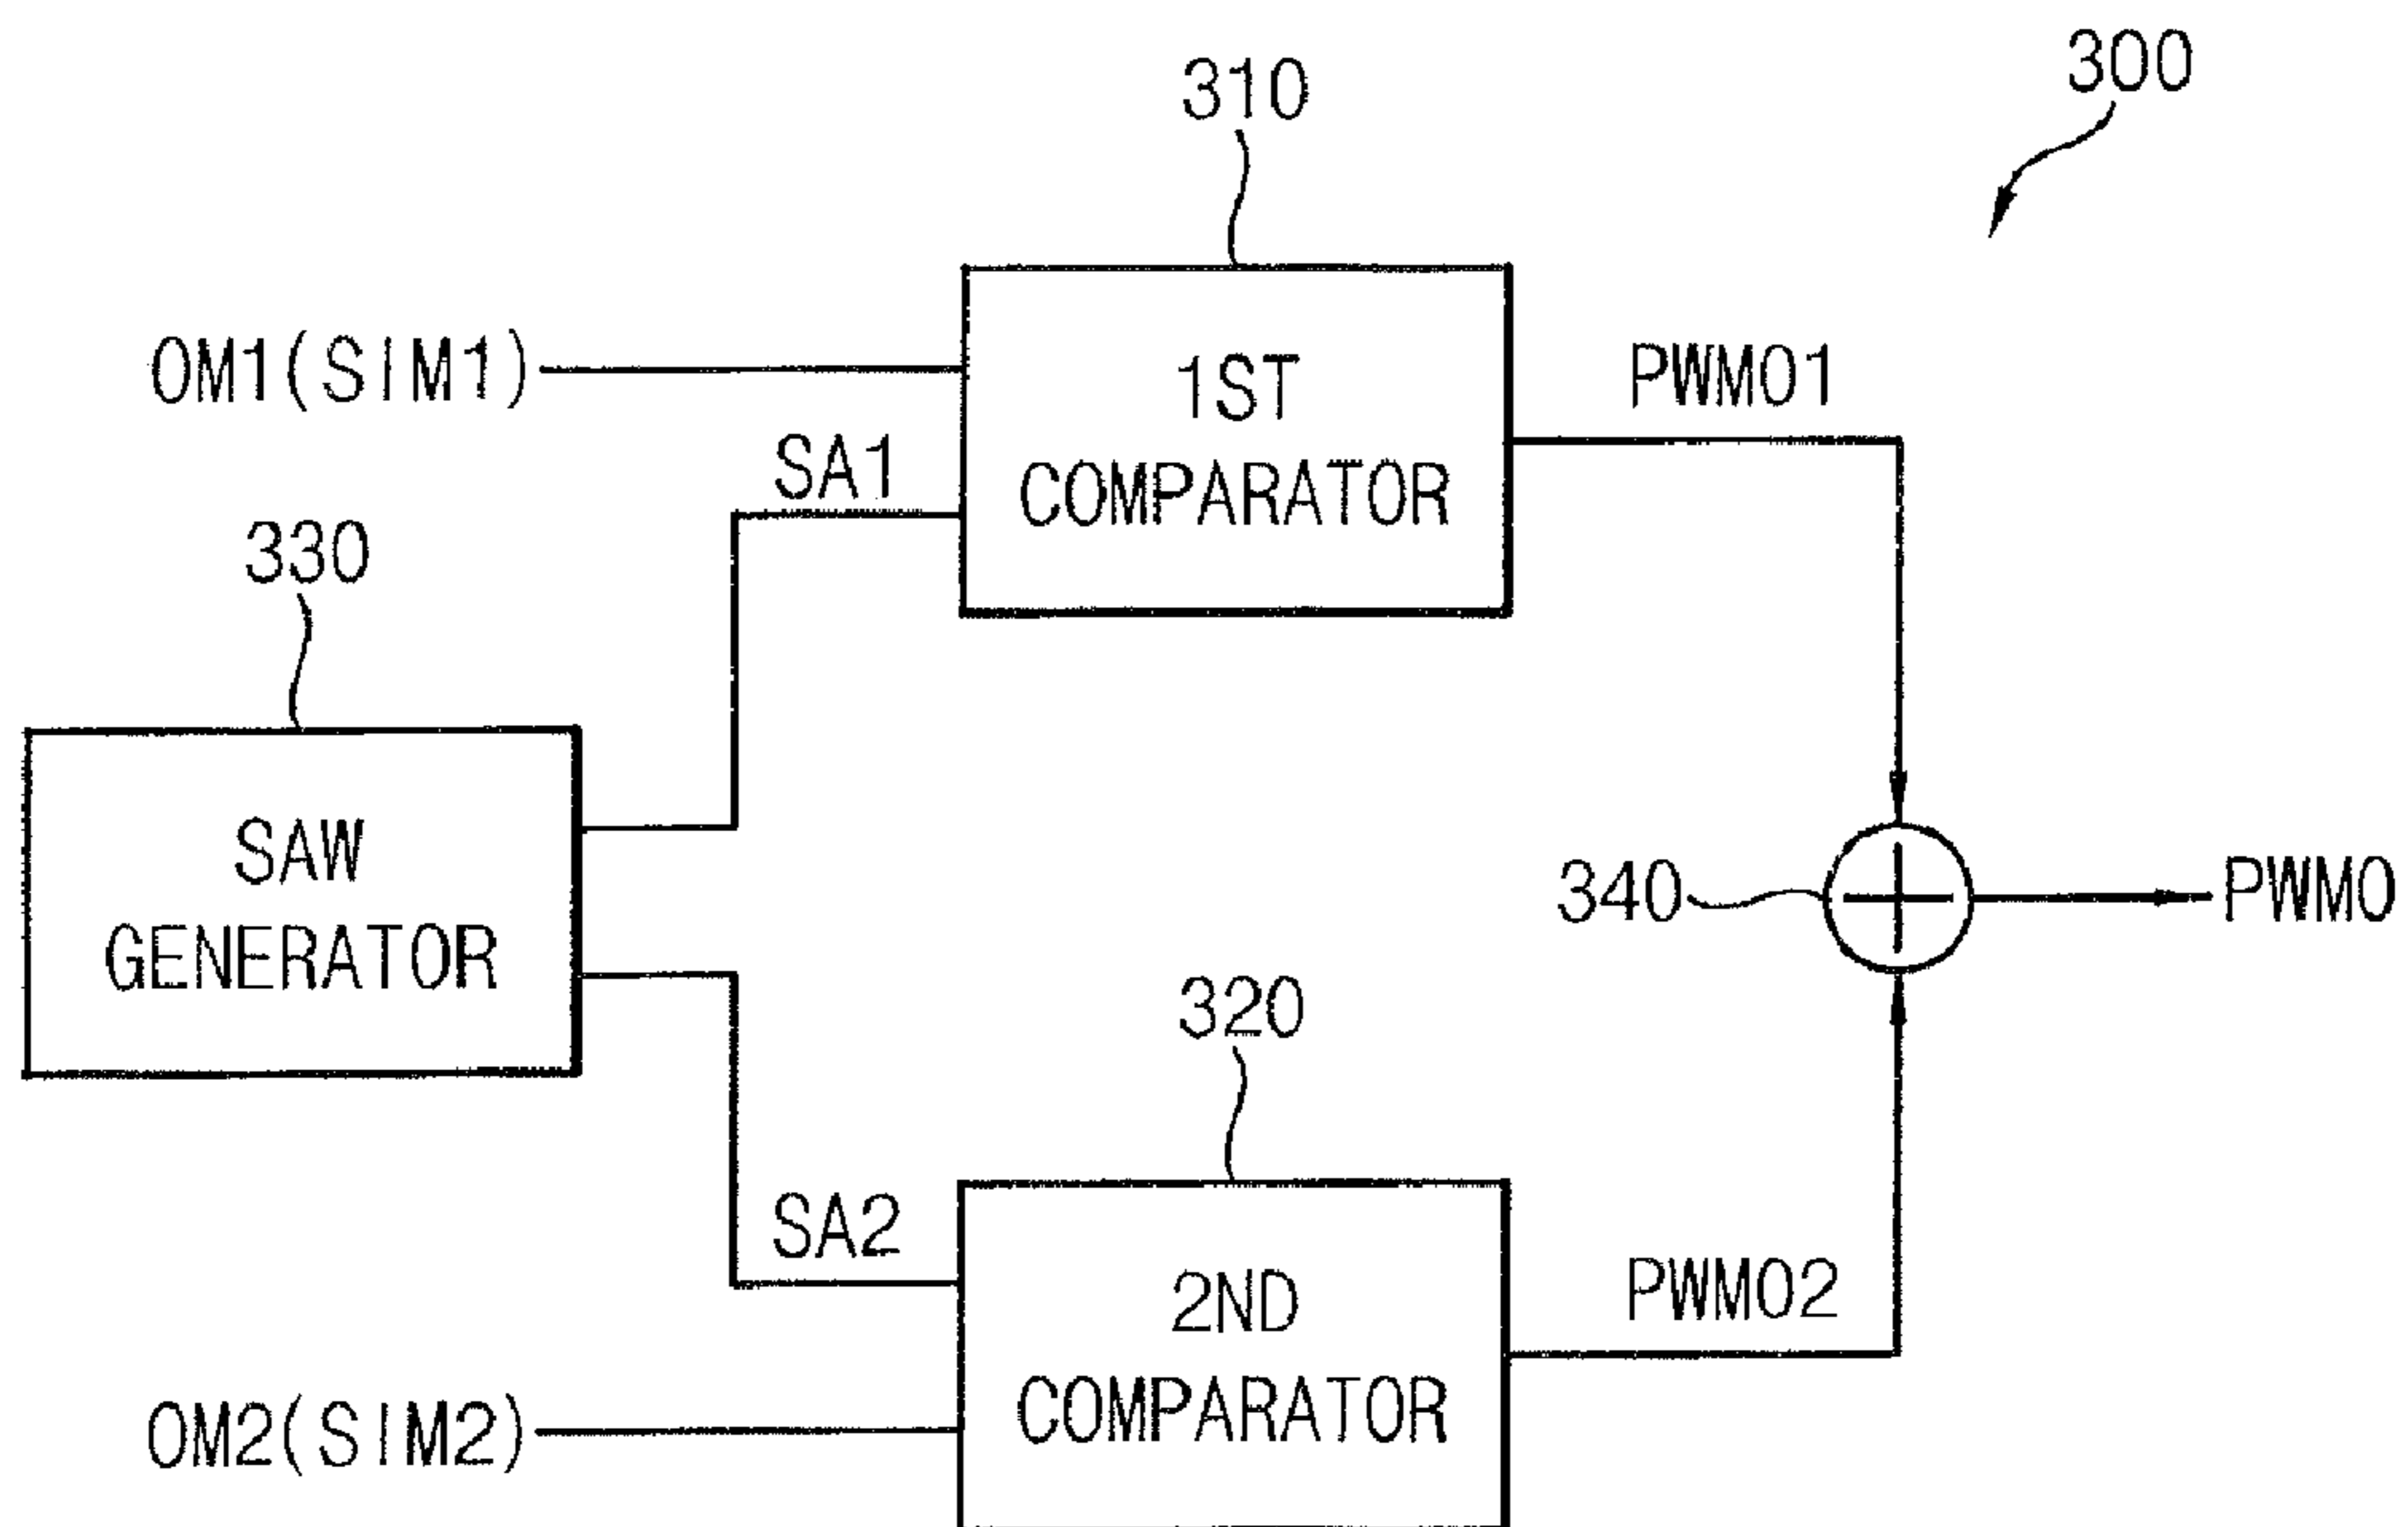 300
310
OM1(SIM1)
1ST
COMPARATOR
PWMO1
SA1
330
SAW
GENERATOR
340
PWMO
320
SA2
2ND
COMPARATOR
PWMO2
OM2(SIM2)